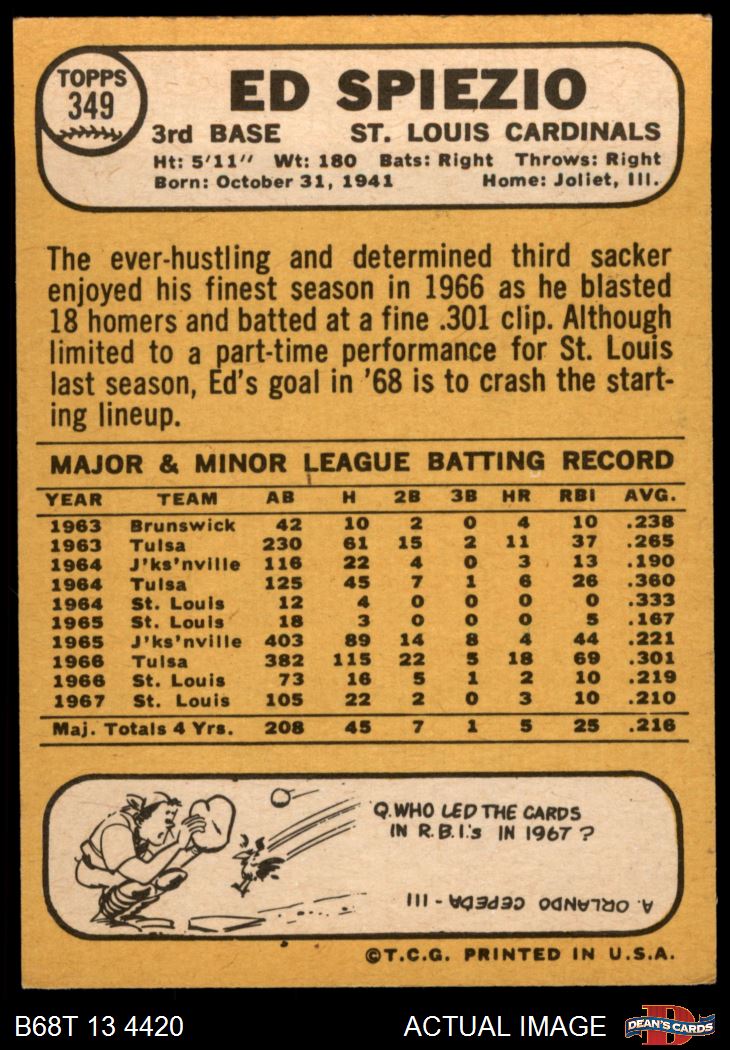 TOPPS
349
ED SPIEZIO
3rd BASE ST. LOUIS CARDINALS
Ht: 5'11" Wt: 180 Bats: Right Throws: Right
Born: October 31, 1941 Home: Joliet, Ill.
The ever-hustling and determined third sacker
enjoyed his finest season in 1966 as he blasted
18 homers and batted at a fine .301 clip. Although
limited to a part-time performance for St. Louis
last season, Ed's goal in '68 is to crash the start-
ing lineup.
MAJOR & MINOR LEAGUE BATTING RECORD
YEAR TEAM AB H 2B 3B HR RBI AVG.
1963 Brunswick 42 10 2 0 4 10 .238
1963 Tulsa 230 61 15 2 11 37 .265
1964 J'ks'nville 116 22 4 0 3 13 .190
1964 Tulsa 125 45 7 1 6 26 .360
1964 St. Louis 12 4 0 0 0 0 .333
1965 St. Louis 18 3 0 0 0 5 .167
1965 J'ks'nville 403 89 14 8 4 44 .221
1966 Tulsa 382 115 22 5 18 69 .301
1966 St. Louis 73 16 5 1 2 10 .219
1967 St. Louis 105 22 2 0 3 10 .210
Maj. Totals 4 Yrs. 208 45 7 1 5 25 .216
Q. WHO LED THE CARDS
IN R.B.I.'s IN 1967?
A. ORLANDO CEPEDA - 111
©T.C.G. PRINTED IN U.S.A.
B68T 13 4420 ACTUAL IMAGE D DEAN'S CARDS